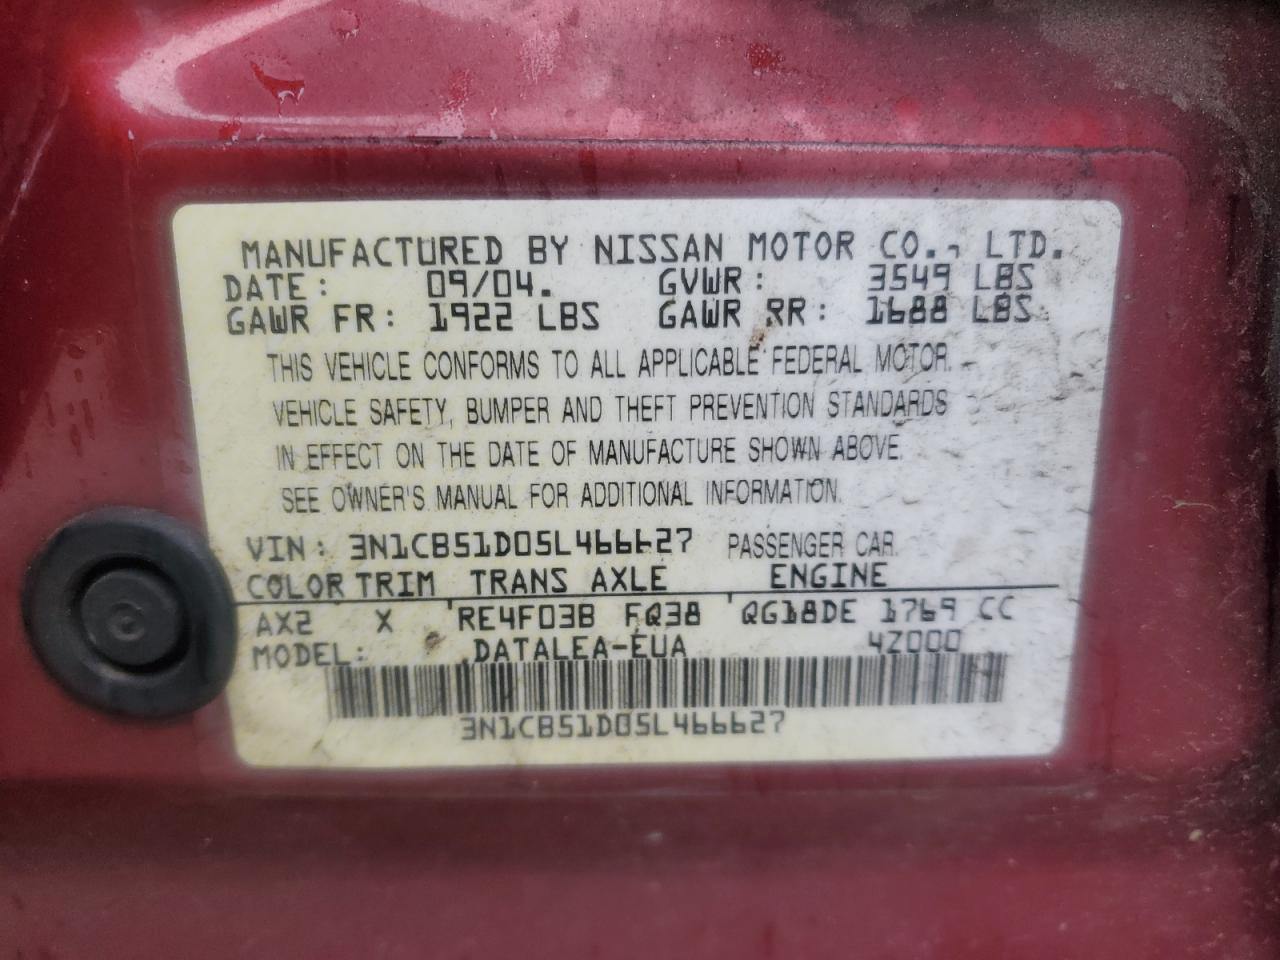 MANUFACTURED BY NISSAN MOTOR CO., LTD.
DATE: 09/04. GVWR: 3549 LBS
GAWR FR: 1922 LBS GAWR RR: 1688 LBS
THIS VEHICLE CONFORMS TO ALL APPLICABLE FEDERAL MOTOR
VEHICLE SAFETY, BUMPER AND THEFT PREVENTION STANDARDS
IN EFFECT ON THE DATE OF MANUFACTURE SHOWN ABOVE.
SEE OWNER'S MANUAL FOR ADDITIONAL INFORMATION.
VIN: 3N1CB51D05L466627 PASSENGER CAR
COLOR TRIM TRANS AXLE ENGINE
AX2 X RE4F03B FQ38 QG18DE 1769 CC
MODEL: DATALEA-EUA 4Z000
3N1CB51D05L466627